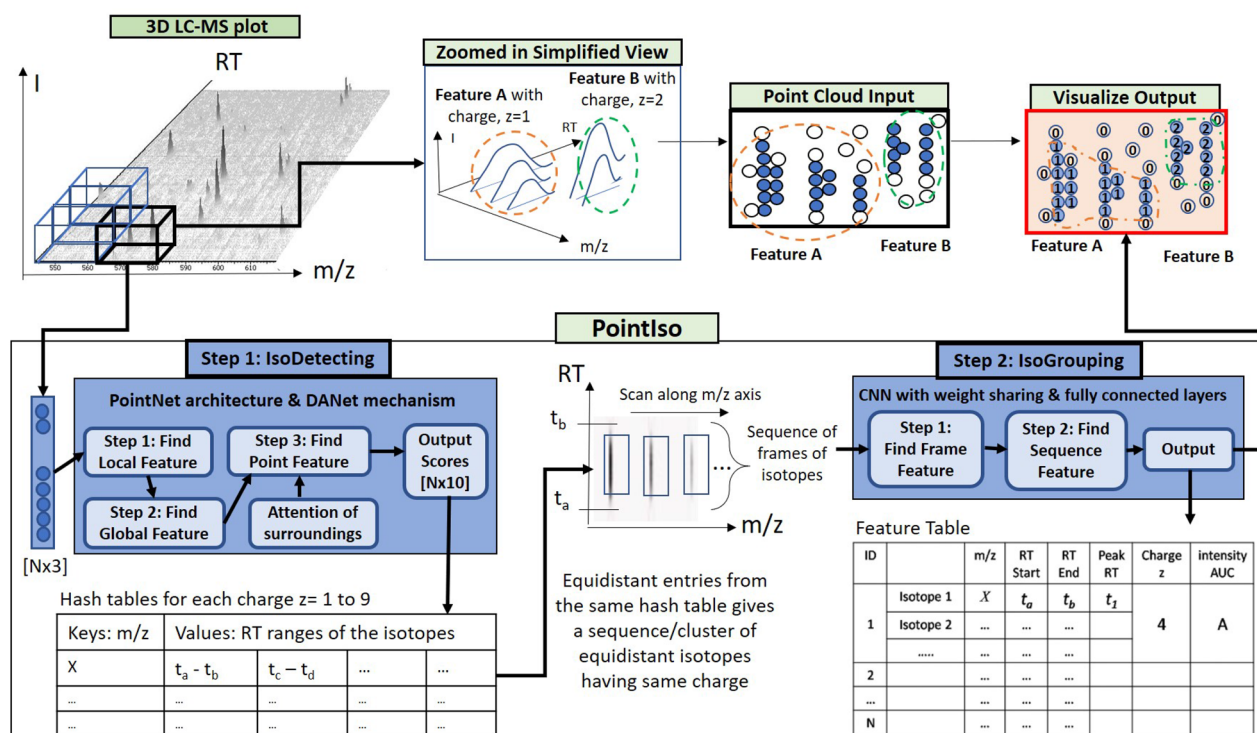 3D LC-MS plot
I
RT
550 560 570 580 590 600 610
m/z
Zoomed in Simplified View
Feature A with
charge, z=1
Feature B with
charge, z=2
I
RT
m/z
Point Cloud Input
Feature A
Feature B
Visualize Output
Feature A
Feature B
PointIso
Step 1: IsoDetecting
PointNet architecture & DANet mechanism
Step 1: Find
Local Feature
Step 2: Find
Global Feature
Step 3: Find
Point Feature
Attention of
surroundings
Output
Scores
[Nx10]
[Nx3]
Hash tables for each charge z= 1 to 9
Keys: m/z Values: RT ranges of the isotopes
X ta - tb tc – td ... ...
... ... ... ... ...
... ... ... ... ...
RT
Scan along m/z axis
tb
ta
...
m/z
Sequence of
frames of
isotopes
Equidistant entries from
the same hash table gives
a sequence/cluster of
equidistant isotopes
having same charge
Step 2: IsoGrouping
CNN with weight sharing & fully connected layers
Step 1:
Find Frame
Feature
Step 2: Find
Sequence
Feature
Output
Feature Table
ID m/z RT Start RT End Peak RT Charge z intensity AUC
1 Isotope 1 X ta tb t1 4 A
Isotope 2 ... ... ...
..... ... ... ...
2 ... ... ...
... ... ... ...
N ... ... ...